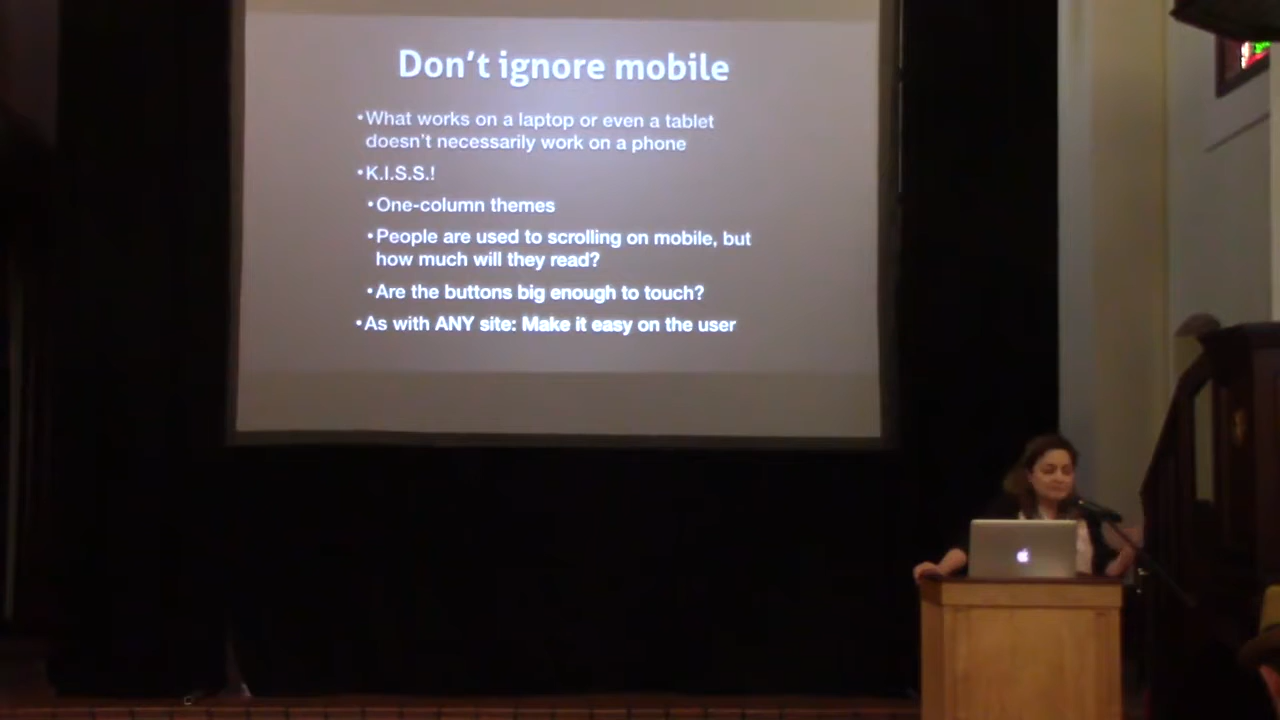 Don't ignore mobile
•What works on a laptop or even a tablet
doesn't necessarily work on a phone
•K.I.S.S.!
•One-column themes
•People are used to scrolling on mobile, but
how much will they read?
•Are the buttons big enough to touch?
•As with ANY site: Make it easy on the user